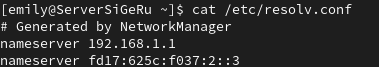 [emily@ServerSiGeRu ~]$ cat /etc/resolv.conf
# Generated by NetworkManager
nameserver 192.168.1.1
nameserver fd17:625c:f037:2::3